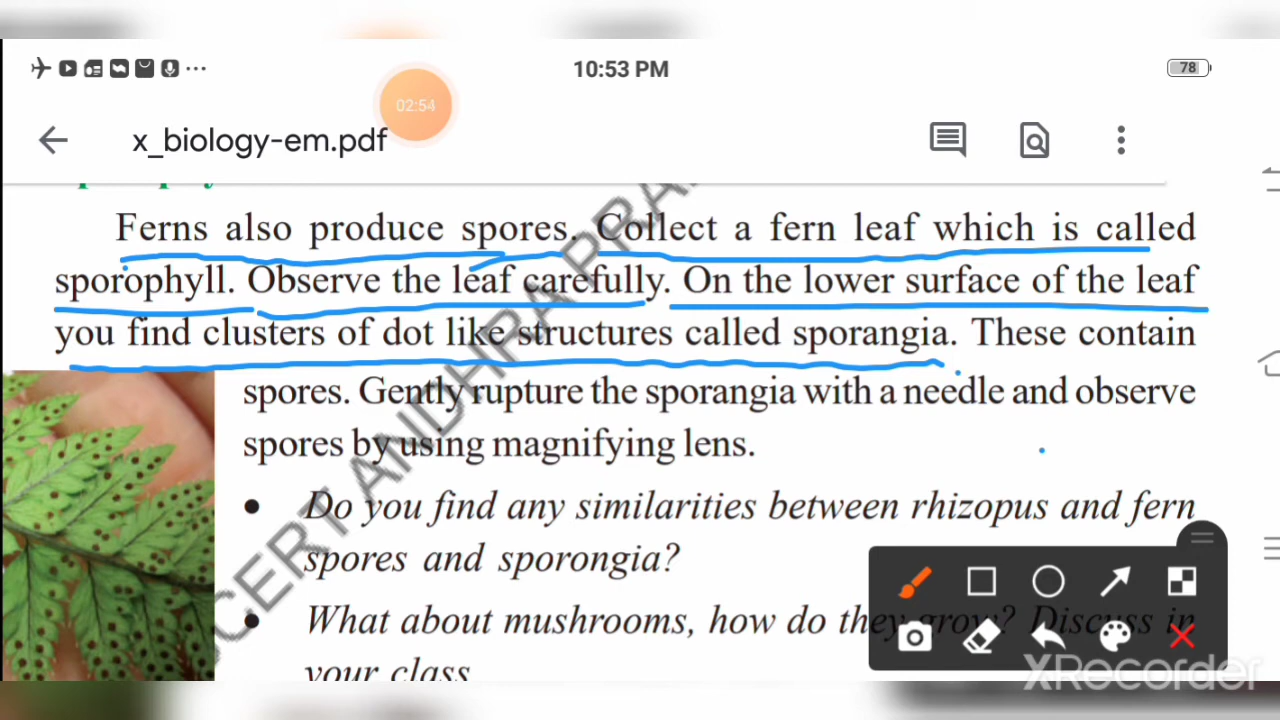 10:53 PM
78
02:54
x_biology-em.pdf
Ferns also produce spores. Collect a fern leaf which is called
sporophyll. Observe the leaf carefully. On the lower surface of the leaf
you find clusters of dot like structures called sporangia. These contain
spores. Gently rupture the sporangia with a needle and observe
spores by using magnifying lens.
• Do you find any similarities between rhizopus and fern
spores and sporongia?
• What about mushrooms, how do they grow? Discuss in
your class
CERT ANDHRA PRA
XRecorder